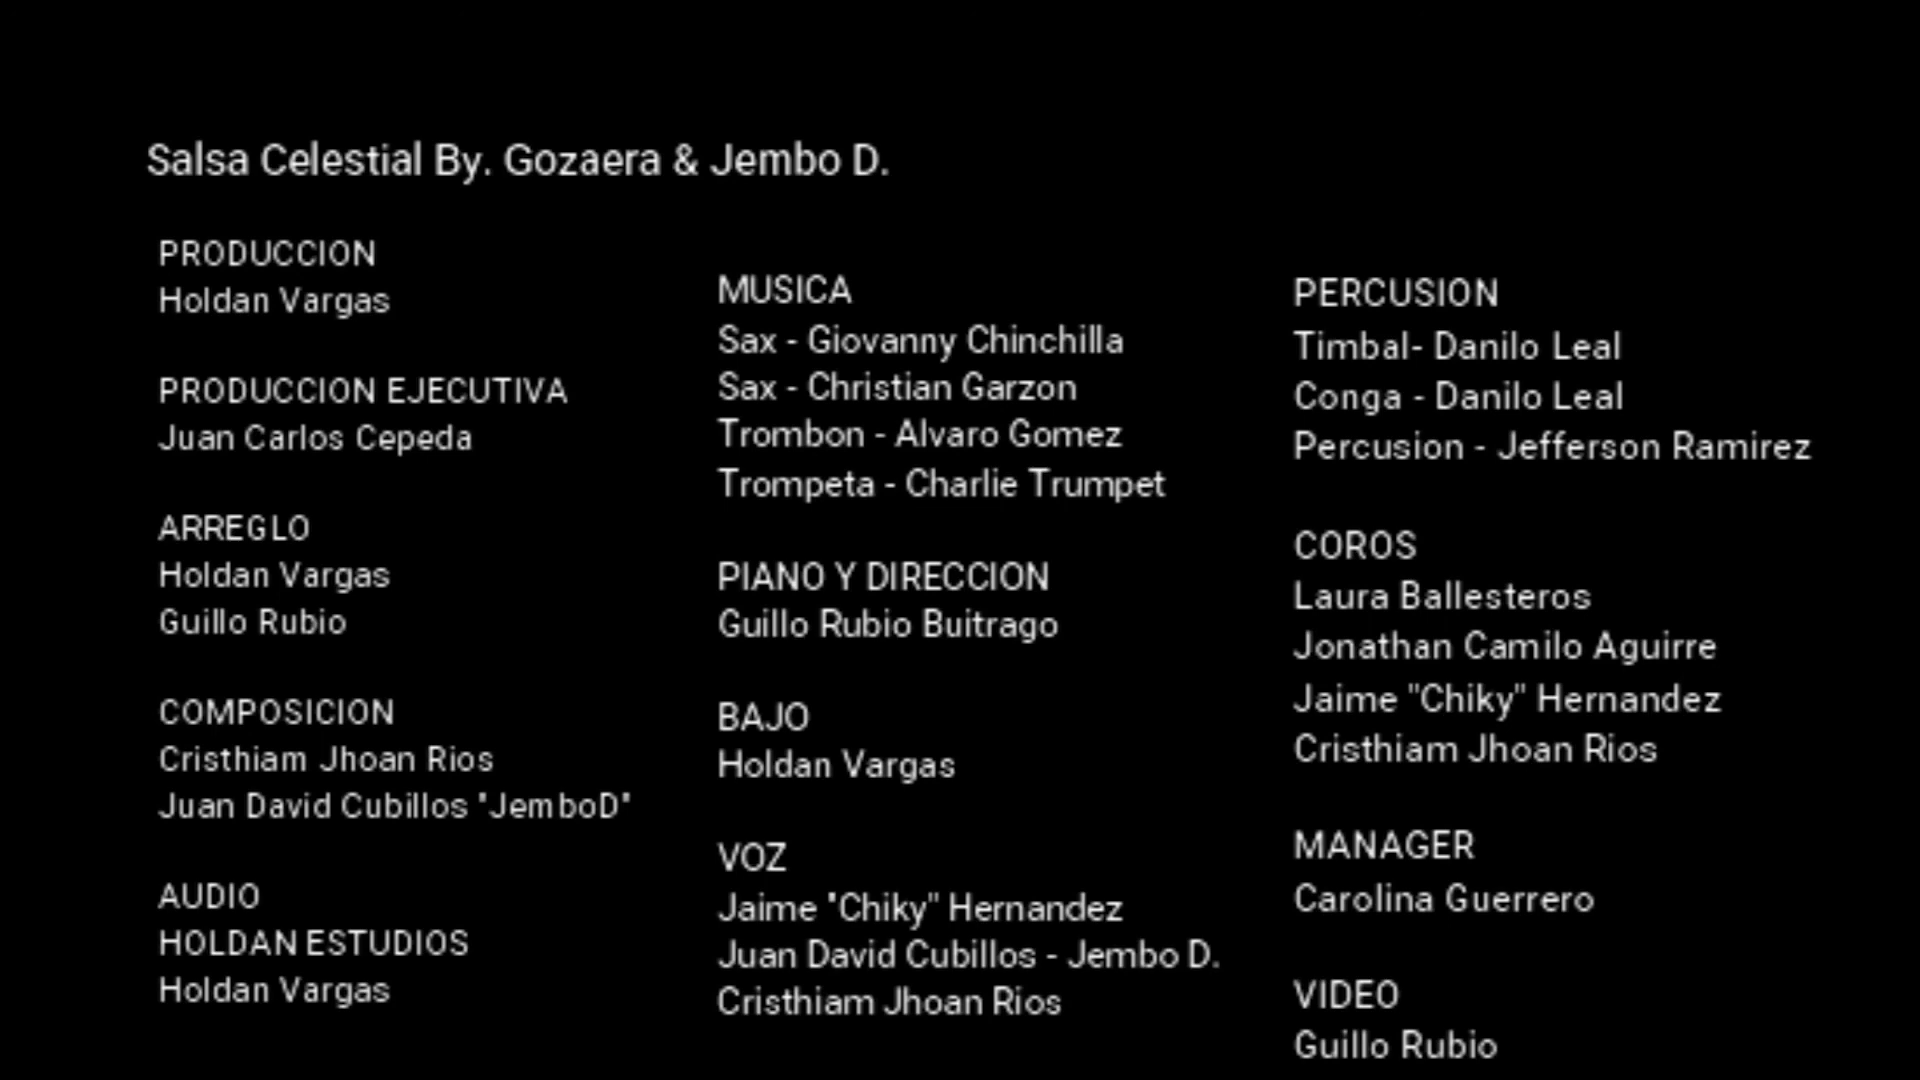 Salsa Celestial By. Gozaera & Jembo D.
PRODUCCION
Holdan Vargas
PRODUCCION EJECUTIVA
Juan Carlos Cepeda
ARREGLO
Holdan Vargas
Guillo Rubio
COMPOSICION
Cristhiam Jhoan Rios
Juan David Cubillos "JemboD"
AUDIO
HOLDAN ESTUDIOS
Holdan Vargas
MUSICA
Sax - Giovanny Chinchilla
Sax - Christian Garzon
Trombon - Alvaro Gomez
Trompeta - Charlie Trumpet
PIANO Y DIRECCION
Guillo Rubio Buitrago
BAJO
Holdan Vargas
VOZ
Jaime "Chiky" Hernandez
Juan David Cubillos - Jembo D.
Cristhiam Jhoan Rios
PERCUSION
Timbal- Danilo Leal
Conga - Danilo Leal
Percusion - Jefferson Ramirez
COROS
Laura Ballesteros
Jonathan Camilo Aguirre
Jaime "Chiky" Hernandez
Cristhiam Jhoan Rios
MANAGER
Carolina Guerrero
VIDEO
Guillo Rubio